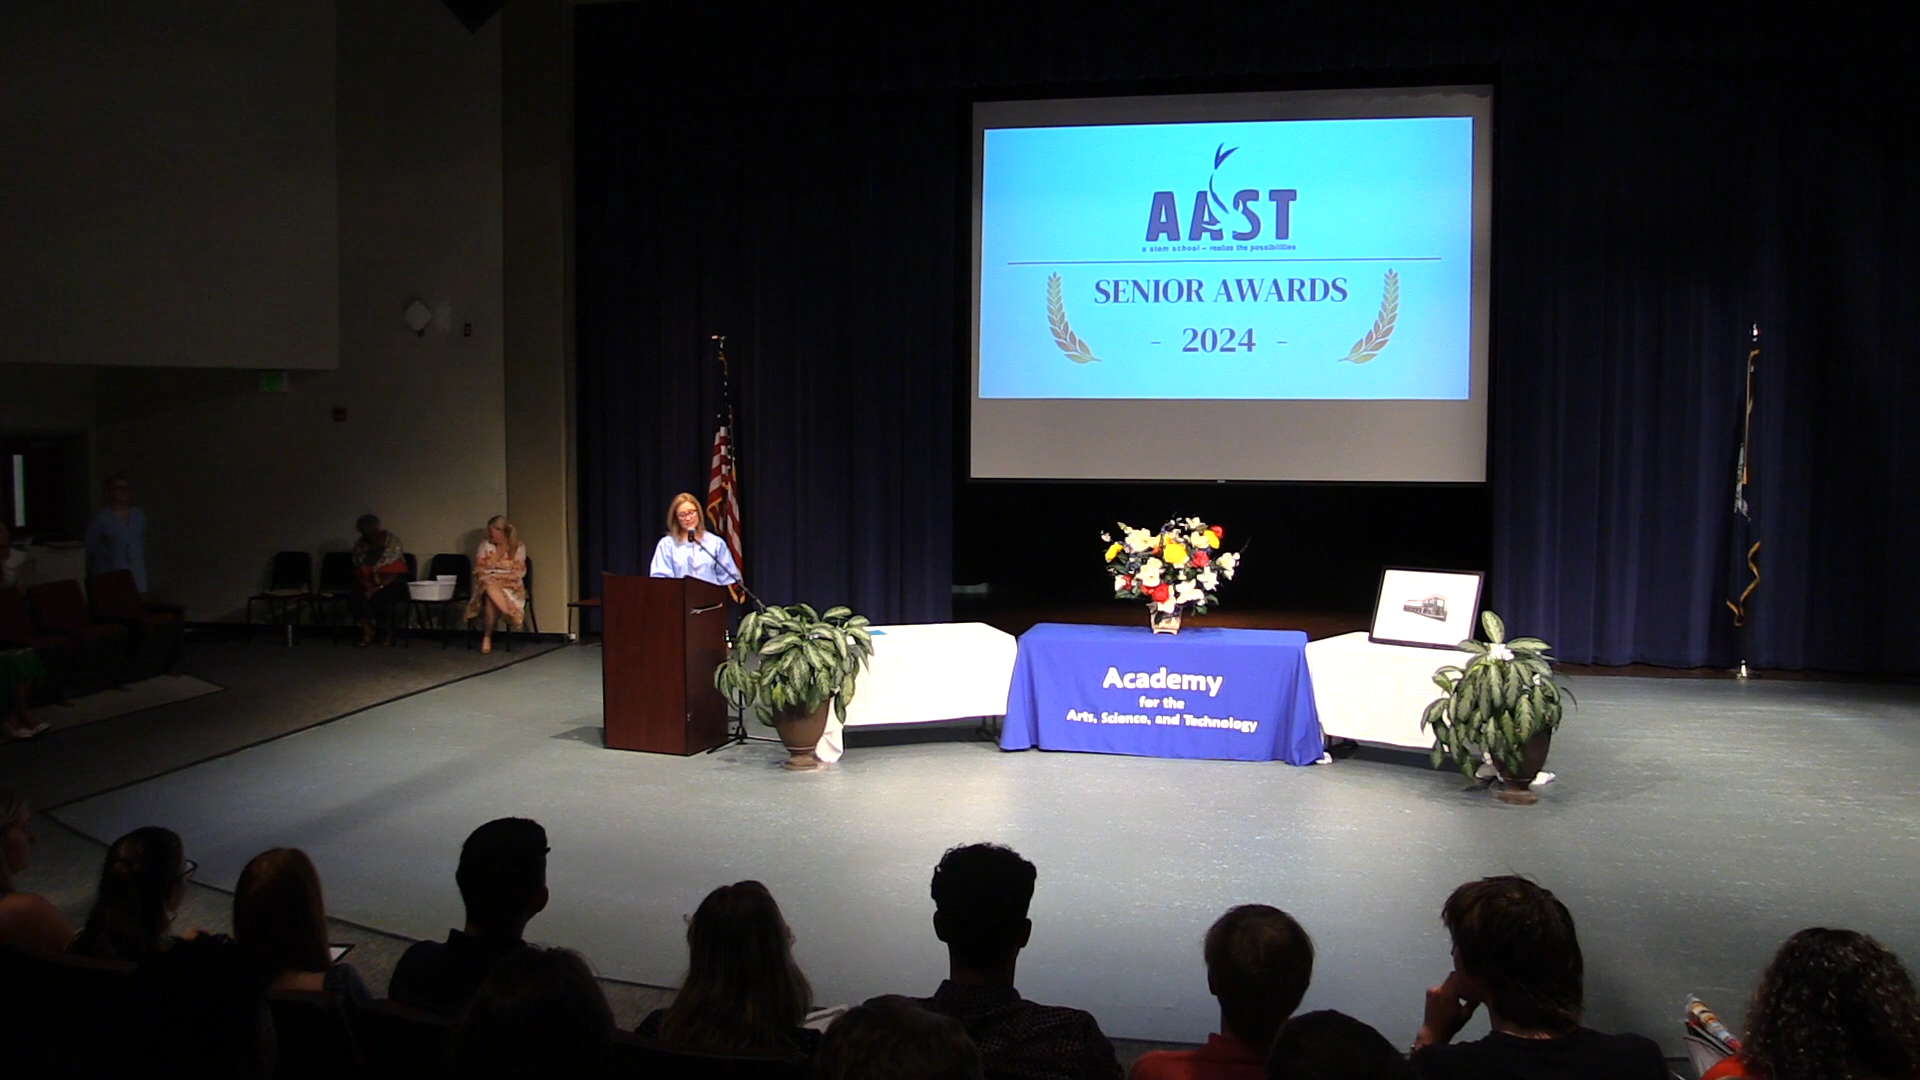 AAST
a stem school – realize the possibilities
SENIOR AWARDS
- 2024 -
Academy
for the
Arts, Science, and Technology